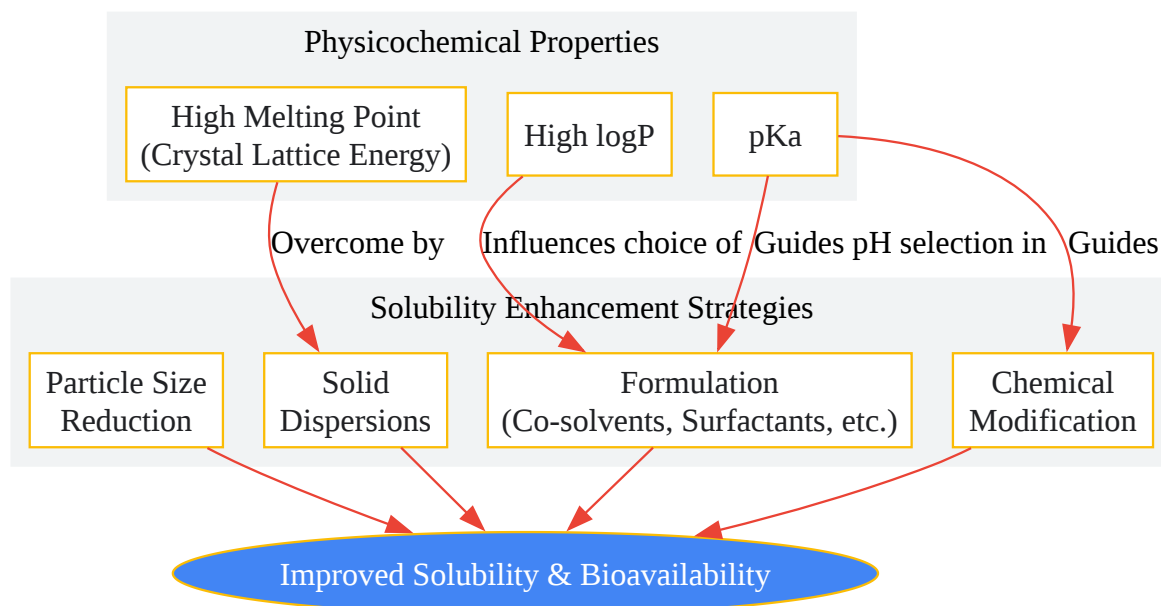 Physicochemical Properties
High Melting Point
(Crystal Lattice Energy)
High logP
pKa
Overcome by
Influences choice of
Guides pH selection in
Guides
Solubility Enhancement Strategies
Particle Size
Reduction
Solid
Dispersions
Formulation
(Co-solvents, Surfactants, etc.)
Chemical
Modification
Improved Solubility & Bioavailability